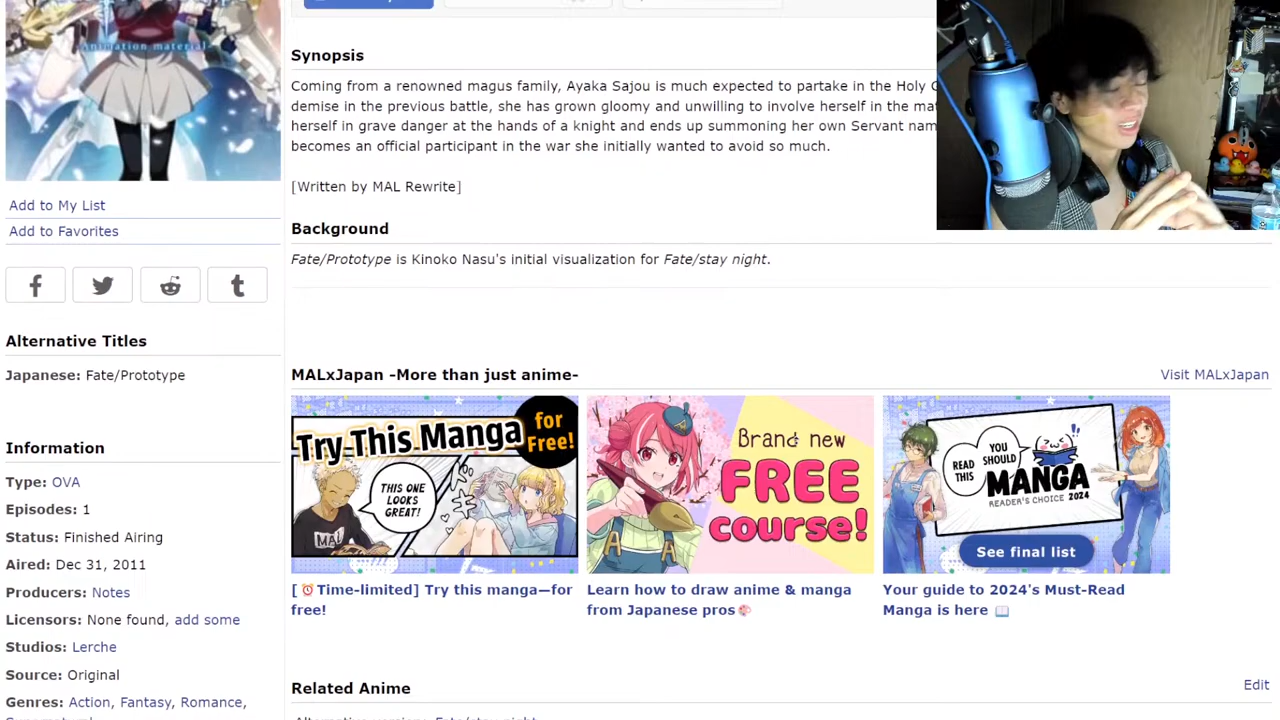 -Animation material-
Synopsis
Coming from a renowned magus family, Ayaka Sajou is much expected to partake in the Holy
demise in the previous battle, she has grown gloomy and unwilling to involve herself in the
herself in grave danger at the hands of a knight and ends up summoning her own Servant
becomes an official participant in the war she initially wanted to avoid so much.
[Written by MAL Rewrite]
Add to My List
Add to Favorites
Background
Fate/Prototype is Kinoko Nasu's initial visualization for Fate/stay night.
Alternative Titles
Japanese: Fate/Prototype
MALxJapan -More than just anime-
Visit MALxJapan
Try This Manga
for
Free!
THIS ONE
LOOKS
GREAT!
MAL
Brand new
FREE
course!
READ
THIS
YOU
SHOULD
MANGA
READER'S CHOICE 2024
See final list
[⏰Time-limited] Try this manga—for
free!
Learn how to draw anime & manga
from Japanese pros
Your guide to 2024's Must-Read
Manga is here 📖
Information
Type: OVA
Episodes: 1
Status: Finished Airing
Aired: Dec 31, 2011
Producers: Notes
Licensors: None found, add some
Studios: Lerche
Source: Original
Genres: Action, Fantasy, Romance,
Related Anime
Edit
Alternative version: Fate/stay night